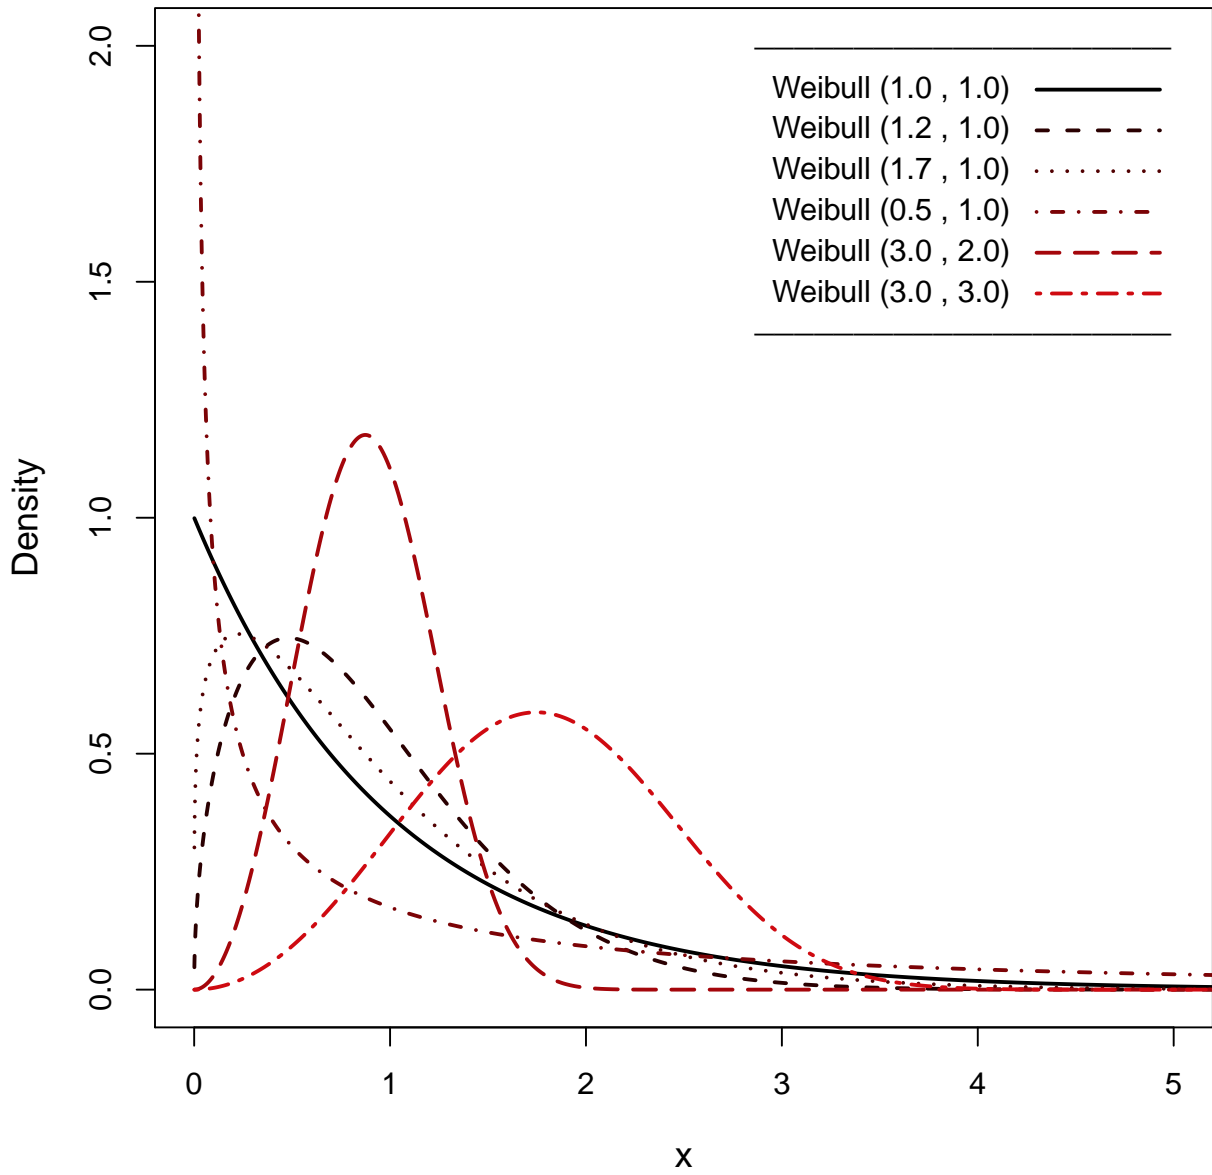 2.0
1.5
1.0
0.5
0.0
Density
Weibull (1.0 , 1.0)
Weibull (1.2 , 1.0)
Weibull (1.7 , 1.0)
Weibull (0.5 , 1.0)
Weibull (3.0 , 2.0)
Weibull (3.0 , 3.0)
0 1 2 3 4 5
x